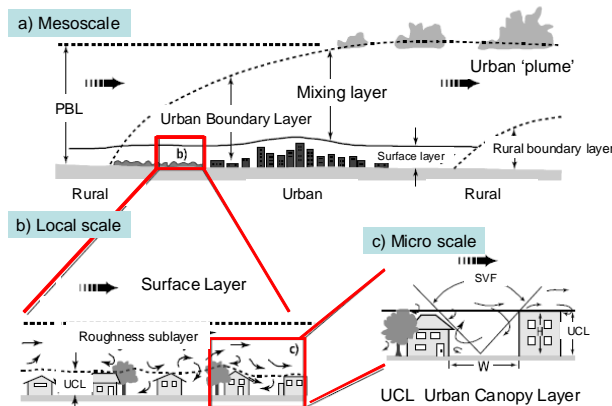 a) Mesoscale
Urban 'plume'
PBL
Mixing layer
Urban Boundary Layer
b)
Surface layer
Rural boundary layer
Rural
Urban
Rural
b) Local scale
c) Micro scale
Surface Layer
SVF
Roughness sublayer
c)
UCL
H
UCL
W
UCL Urban Canopy Layer